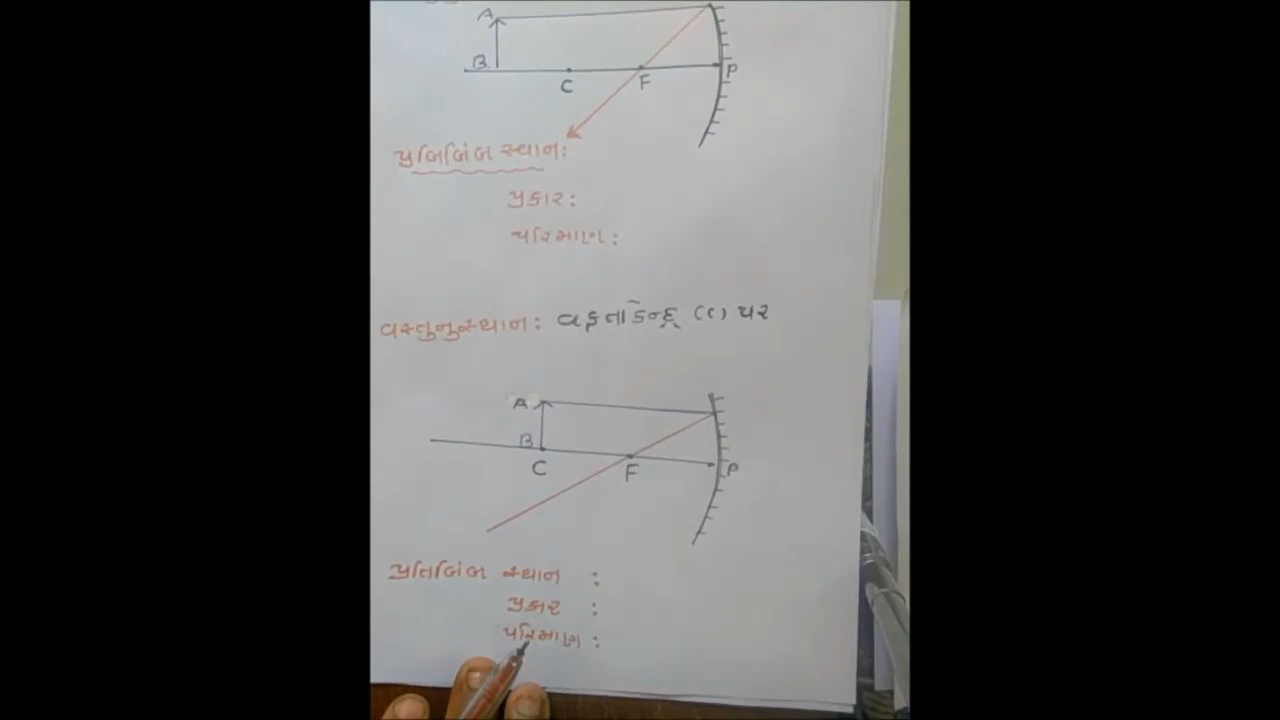 A
B
C
F
P
પ્રતિબિંબ સ્થાન:
પ્રકાર :
પરિમાણ :
વસ્તુનુસ્થાન : વક્રતાકેન્દ્ર (C) પર
A
B
C
F
P
પ્રતિબિંબ સ્થાન :
પ્રકાર :
પરિમાણ :